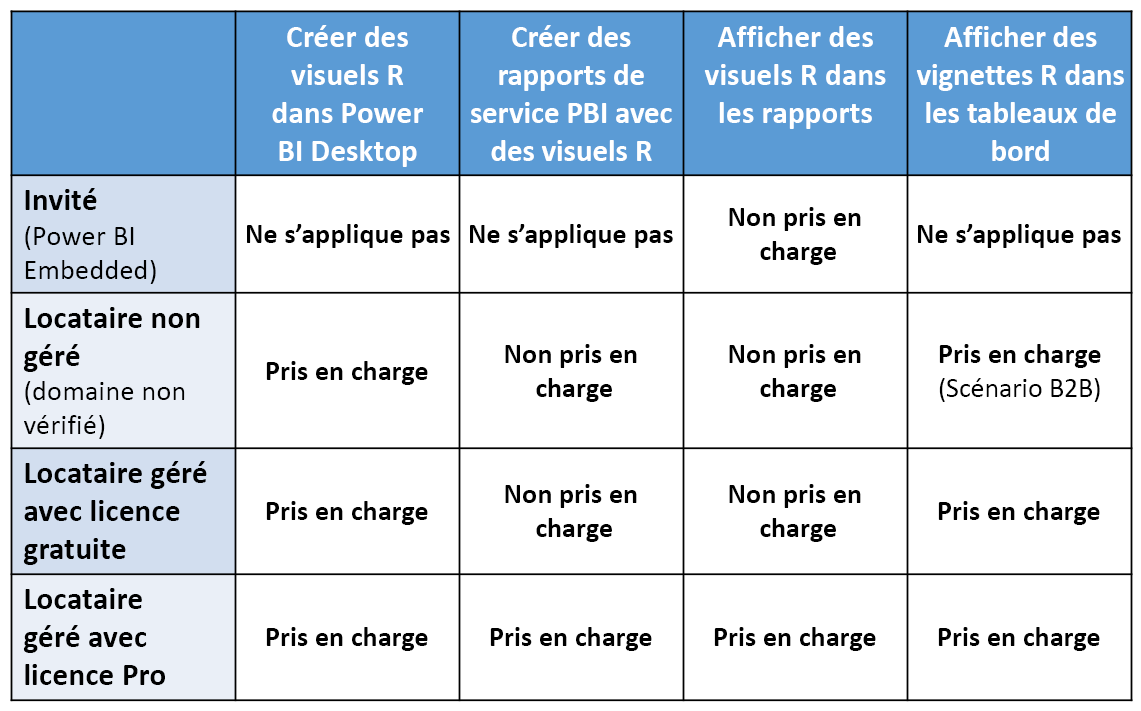 Créer des
visuels R
dans Power
BI Desktop
Créer des
rapports de
service PBI avec
des visuels R
Afficher des
visuels R dans
les rapports
Afficher des
vignettes R dans
les tableaux de
bord
Invité
(Power BI
Embedded)
Ne s’applique pas
Ne s’applique pas
Non pris en
charge
Ne s’applique pas
Locataire non
géré
(domaine non
vérifié)
Pris en charge
Non pris en
charge
Non pris en
charge
Pris en charge
(Scénario B2B)
Locataire géré
avec licence
gratuite
Pris en charge
Non pris en
charge
Non pris en
charge
Pris en charge
Locataire
géré avec
licence Pro
Pris en charge
Pris en charge
Pris en charge
Pris en charge